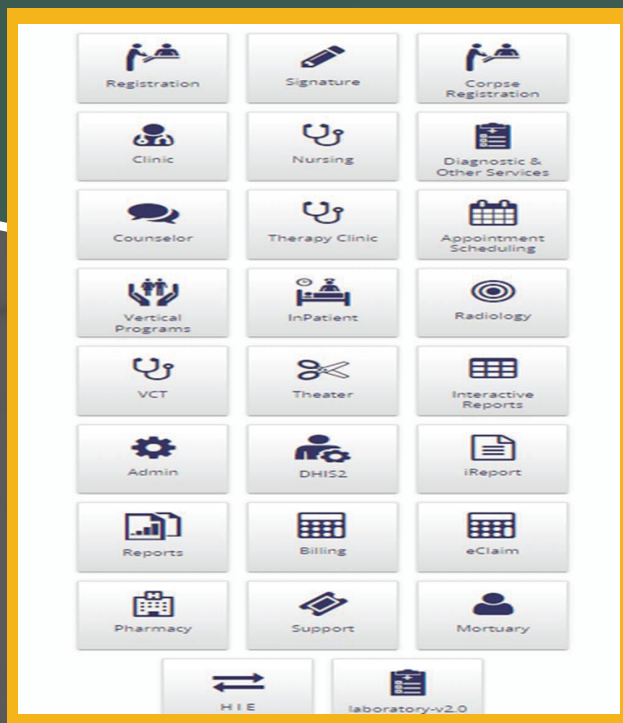 Registration
Signature
Corpse
Registration
Clinic
Nursing
Diagnostic &
Other Services
Counselor
Therapy Clinic
Appointment
Scheduling
Vertical
Programs
InPatient
Radiology
VCT
Theater
Interactive
Reports
Admin
DHIS2
iReport
Reports
Billing
eClaim
Pharmacy
Support
Mortuary
H I E
laboratory-v2.0